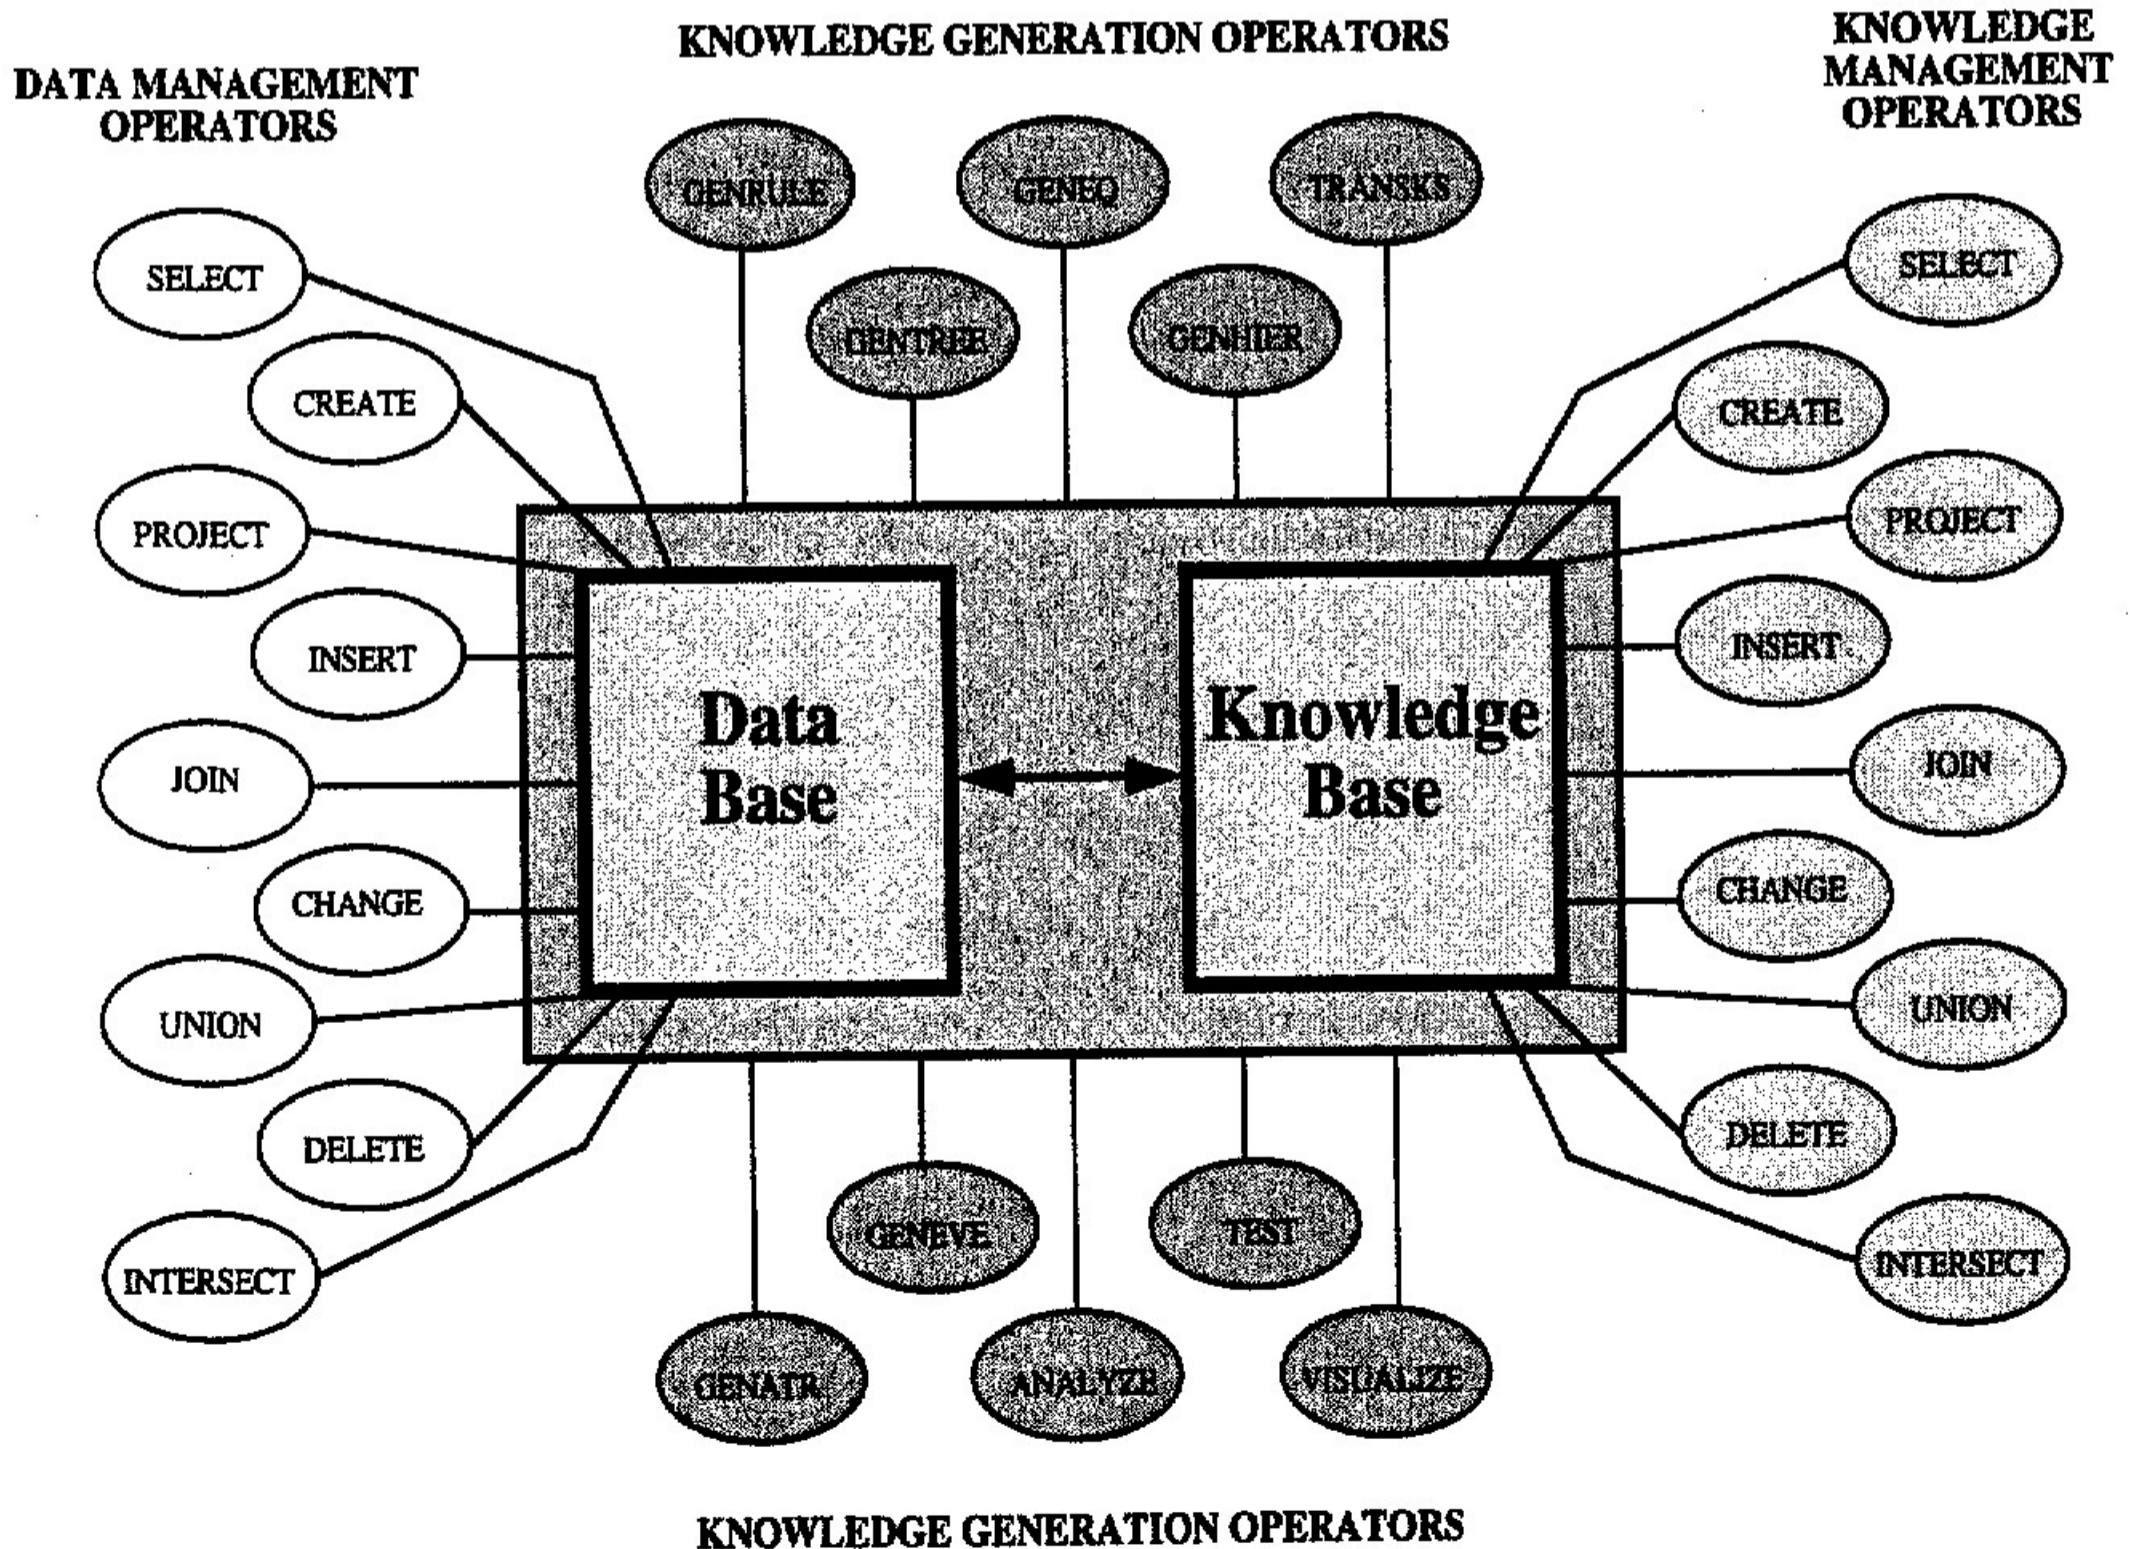 KNOWLEDGE GENERATION OPERATORS
KNOWLEDGE
MANAGEMENT
OPERATORS
DATA MANAGEMENT
OPERATORS
GENRULE
GENEQ
TRANSKS
GENTREE
GENHIER
SELECT
CREATE
PROJECT
INSERT
JOIN
CHANGE
UNION
DELETE
INTERSECT
Data
Base
Knowledge
Base
SELECT
CREATE
PROJECT
INSERT
JOIN
CHANGE
UNION
DELETE
INTERSECT
GENEVE
TEST
GENATR
ANALYZE
VISUALIZE
KNOWLEDGE GENERATION OPERATORS